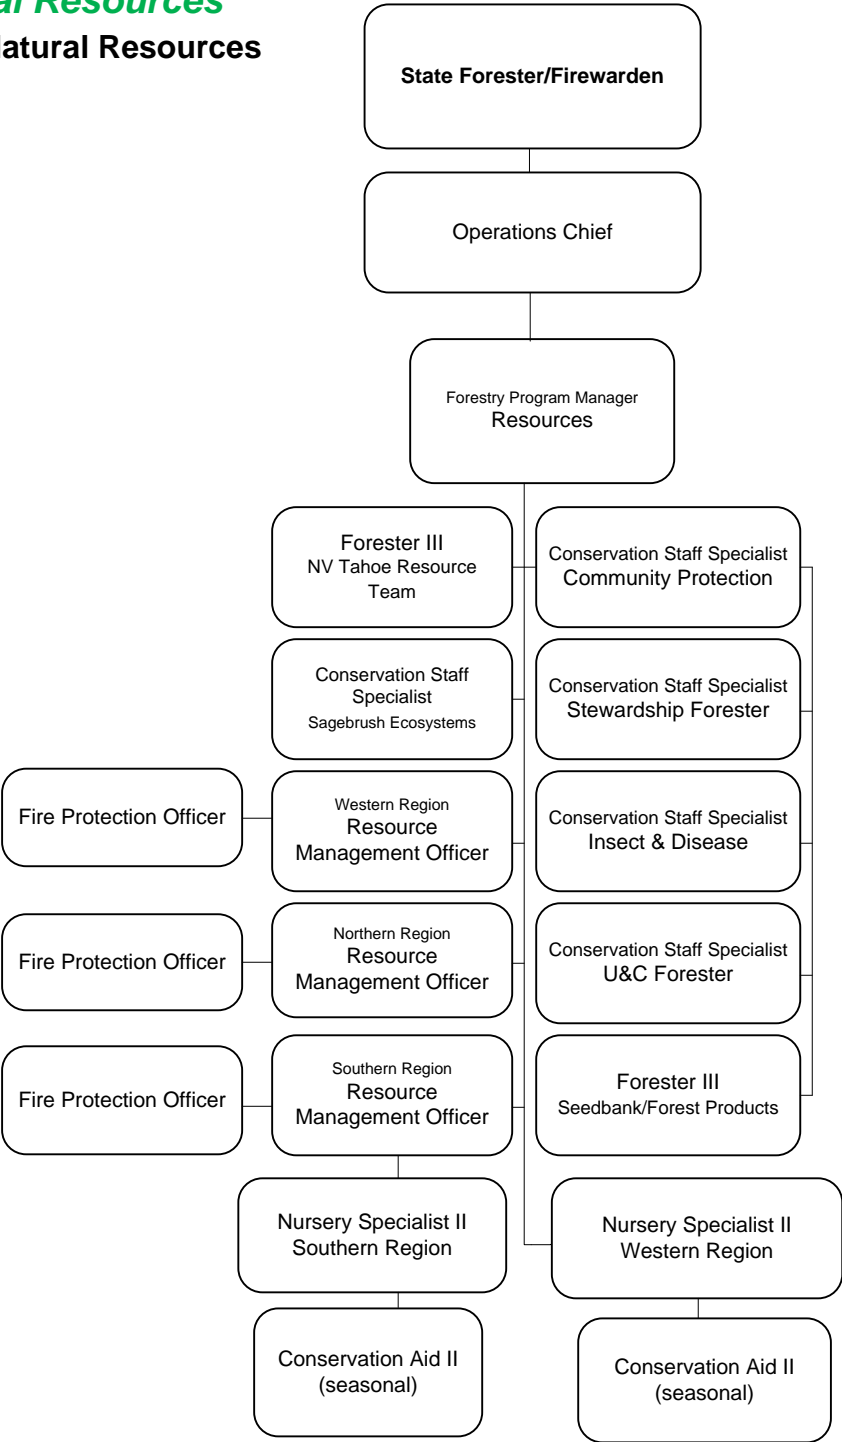 Resources
Natural Resources
State Forester/Firewarden
Operations Chief
Forestry Program Manager
Resources
Forester III
NV Tahoe Resource
Team
Conservation Staff Specialist
Community Protection
Conservation Staff
Specialist
Sagebrush Ecosystems
Conservation Staff Specialist
Stewardship Forester
Fire Protection Officer
Western Region
Resource
Management Officer
Conservation Staff Specialist
Insect & Disease
Fire Protection Officer
Northern Region
Resource
Management Officer
Conservation Staff Specialist
U&C Forester
Fire Protection Officer
Southern Region
Resource
Management Officer
Forester III
Seedbank/Forest Products
Nursery Specialist II
Southern Region
Nursery Specialist II
Western Region
Conservation Aid II
(seasonal)
Conservation Aid II
(seasonal)